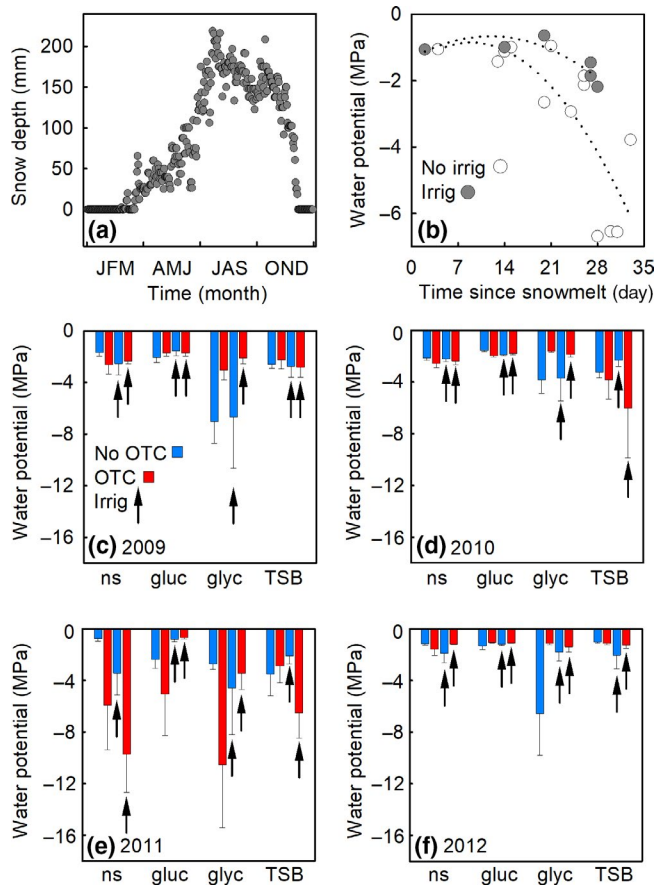 Snow depth (mm)
200
150
100
50
0
(a)
JFM AMJ JAS OND
Time (month)
Water potential (MPa)
0
−2
−4
−6
No irrig
Irrig
(b)
0 7 14 21 28 35
Time since snowmelt (day)
Water potential (MPa)
0
−4
−8
−12
−16
No OTC
OTC
Irrig
(c) 2009
ns gluc glyc TSB
Water potential (MPa)
0
−4
−8
−12
−16
(d) 2010
ns gluc glyc TSB
Water potential (MPa)
0
−4
−8
−12
−16
(e) 2011
ns gluc glyc TSB
Water potential (MPa)
0
−4
−8
−12
−16
(f) 2012
ns gluc glyc TSB